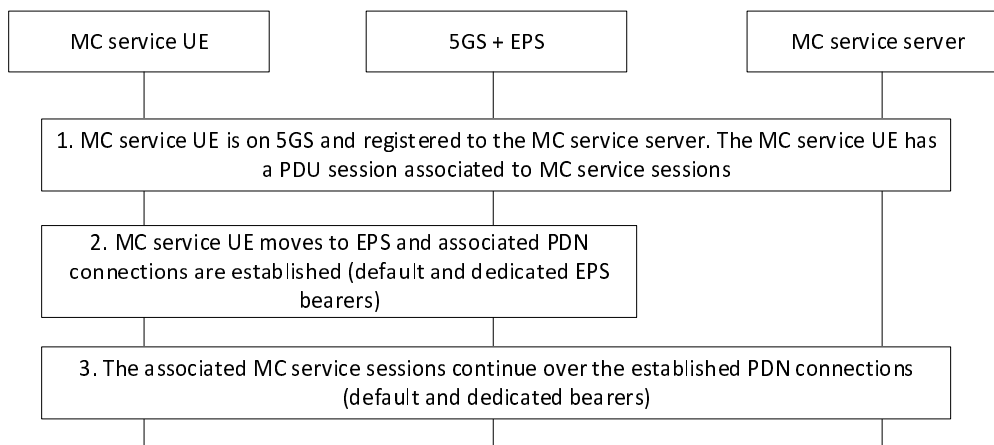 MC service UE
5GS + EPS
MC service server
1. MC service UE is on 5GS and registered to the MC service server. The MC service UE has
a PDU session associated to MC service sessions
2. MC service UE moves to EPS and associated PDN
connections are established (default and dedicated EPS
bearers)
3. The associated MC service sessions continue over the established PDN connections
(default and dedicated bearers)